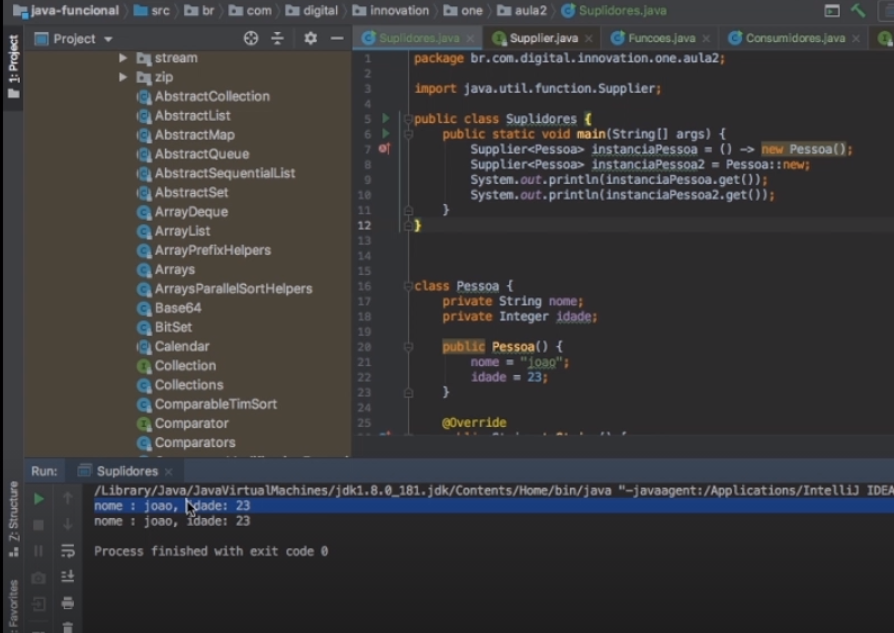 java-funcional src br com digital innovation one aula2 Suplidores.java
1: Project
Project
Suplidores.java Supplier.java Funcoes.java Consumidores.java
stream
zip
AbstractCollection
AbstractList
AbstractMap
AbstractQueue
AbstractSequentialList
AbstractSet
ArrayDeque
ArrayList
ArrayPrefixHelpers
Arrays
ArraysParallelSortHelpers
Base64
BitSet
Calendar
Collection
Collections
ComparableTimSort
Comparator
Comparators
1 package br.com.digital.innovation.one.aula2;
2
3 import java.util.function.Supplier;
4
5 public class Suplidores {
6 public static void main(String[] args) {
7 Supplier<Pessoa> instanciaPessoa = () -> new Pessoa();
8 Supplier<Pessoa> instanciaPessoa2 = Pessoa::new;
9 System.out.println(instanciaPessoa.get());
10 System.out.println(instanciaPessoa2.get());
11 }
12 }
13
14
15
16 class Pessoa {
17 private String nome;
18 private Integer idade;
19
20 public Pessoa() {
21 nome = "joao";
22 idade = 23;
23 }
24
25 @Override
Run: Suplidores
/Library/Java/JavaVirtualMachines/jdk1.8.0_181.jdk/Contents/Home/bin/java "-javaagent:/Applications/IntelliJ IDEA
nome : joao, idade: 23
nome : joao, idade: 23
Process finished with exit code 0
Z: Structure
Favorites